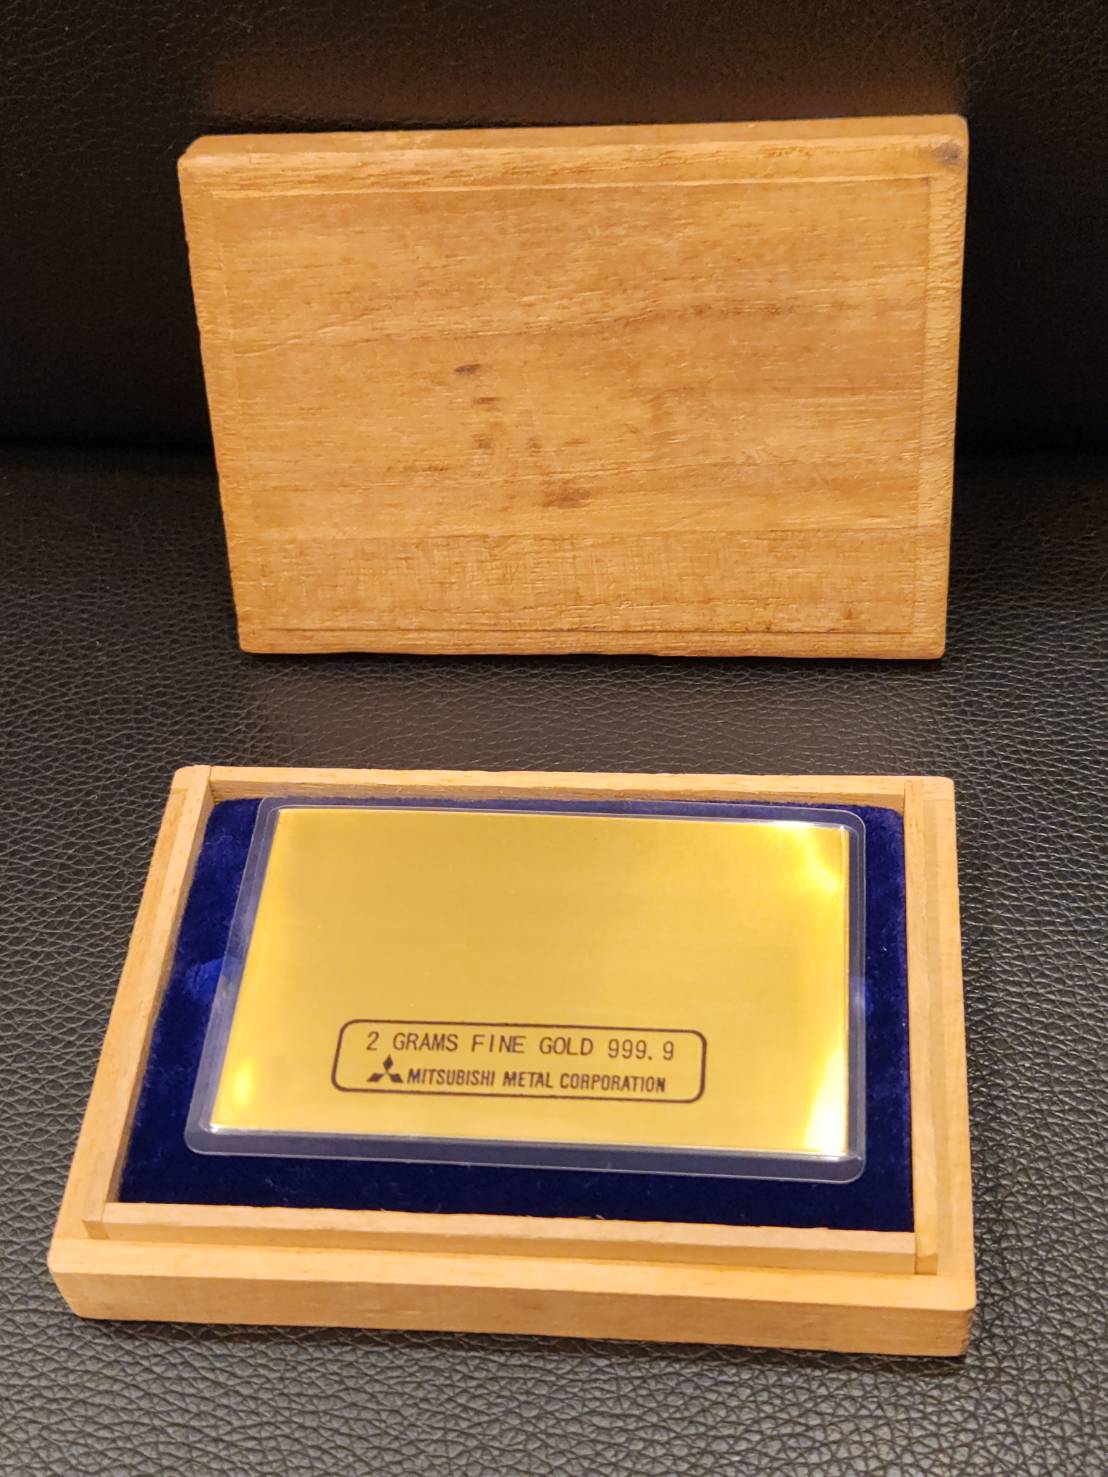 2 GRAMS FINE GOLD 999.9
MITSUBISHI METAL CORPORATION